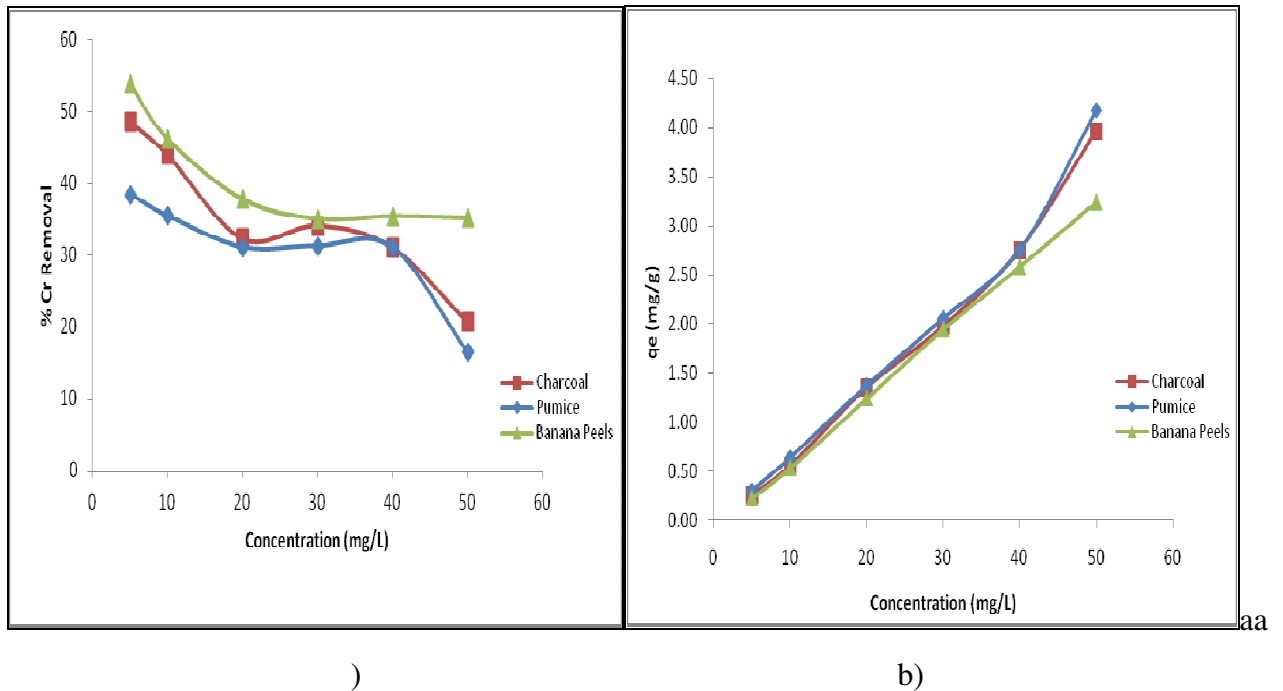 60
50
40
30
20
10
0
% Cr Removal
0 10 20 30 40 50 60
Concentration (mg/L)
Charcoal
Pumice
Banana Peels
4.50
4.00
3.50
3.00
2.50
2.00
1.50
1.00
0.50
0.00
qe (mg/g)
0 10 20 30 40 50 60
Concentration (mg/L)
Charcoal
Pumice
Banana Peels
aa
) b)